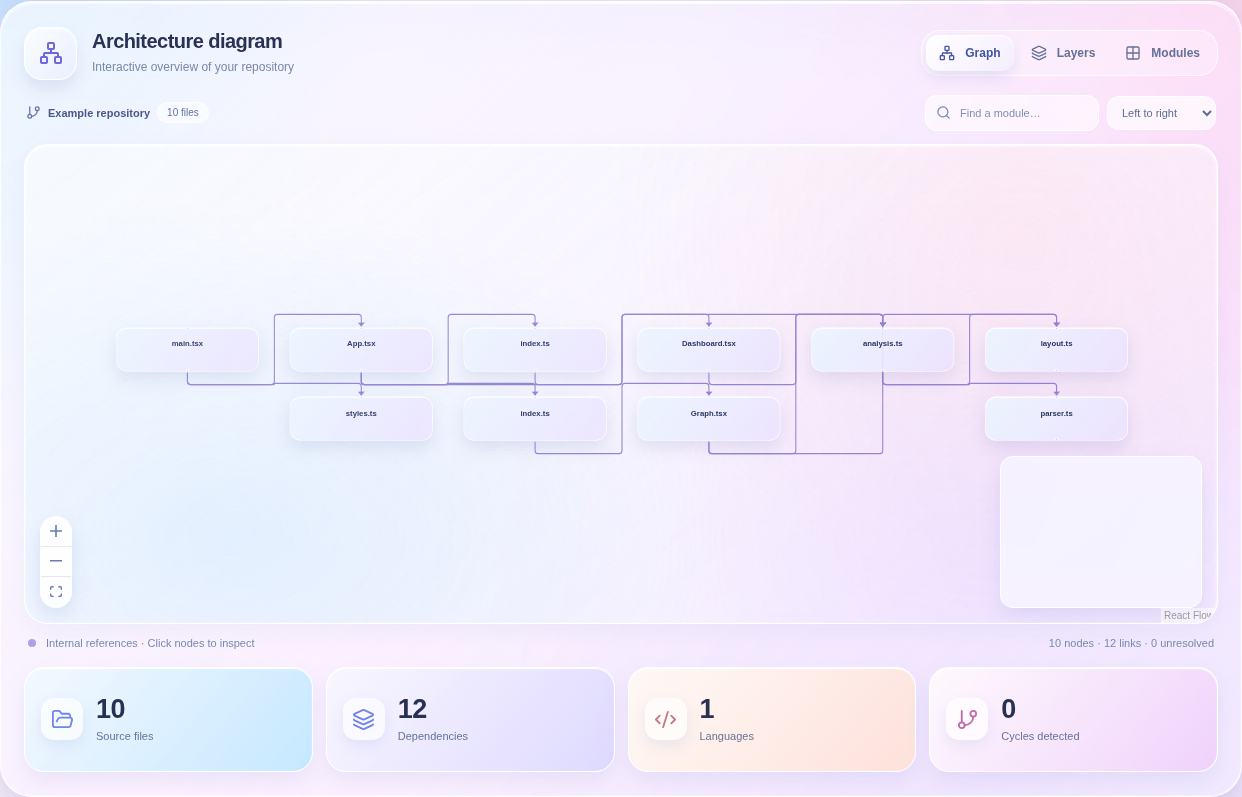 Architecture diagram
Interactive overview of your repository
Graph
Layers
Modules
Example repository
10 files
Find a module…
Left to right
main.tsx
App.tsx
index.ts
Dashboard.tsx
analysis.ts
layout.ts
styles.ts
index.ts
Graph.tsx
parser.ts
React Flow
Internal references · Click nodes to inspect
10 nodes · 12 links · 0 unresolved
10
Source files
12
Dependencies
1
Languages
0
Cycles detected